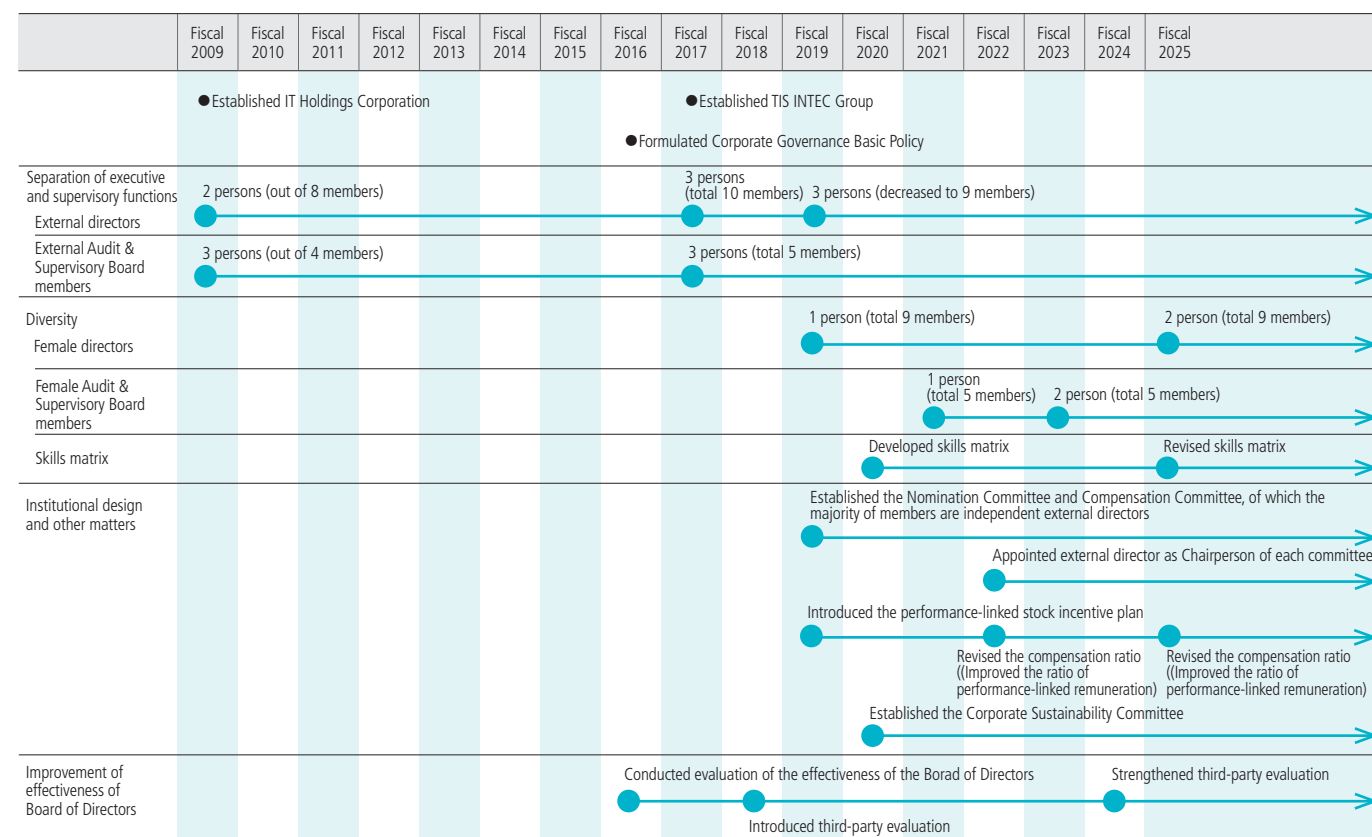 Fiscal 2009
Fiscal 2010
Fiscal 2011
Fiscal 2012
Fiscal 2013
Fiscal 2014
Fiscal 2015
Fiscal 2016
Fiscal 2017
Fiscal 2018
Fiscal 2019
Fiscal 2020
Fiscal 2021
Fiscal 2022
Fiscal 2023
Fiscal 2024
Fiscal 2025
●Established IT Holdings Corporation
●Established TIS INTEC Group
●Formulated Corporate Governance Basic Policy
Separation of executive
and supervisory functions
External directors
2 persons (out of 8 members)
3 persons
(total 10 members)
3 persons (decreased to 9 members)
External Audit &
Supervisory Board
members
3 persons (out of 4 members)
3 persons (total 5 members)
Diversity
Female directors
1 person (total 9 members)
2 person (total 9 members)
Female Audit &
Supervisory Board
members
1 person
(total 5 members)
2 person (total 5 members)
Skills matrix
Developed skills matrix
Revised skills matrix
Institutional design
and other matters
Established the Nomination Committee and Compensation Committee, of which the
majority of members are independent external directors
Appointed external director as Chairperson of each committee
Introduced the performance-linked stock incentive plan
Revised the compensation ratio
((Improved the ratio of
performance-linked remuneration)
Revised the compensation ratio
((Improved the ratio of
performance-linked remuneration)
Established the Corporate Sustainability Committee
Improvement of
effectiveness of
Board of Directors
Conducted evaluation of the effectiveness of the Borad of Directors
Strengthened third-party evaluation
Introduced third-party evaluation